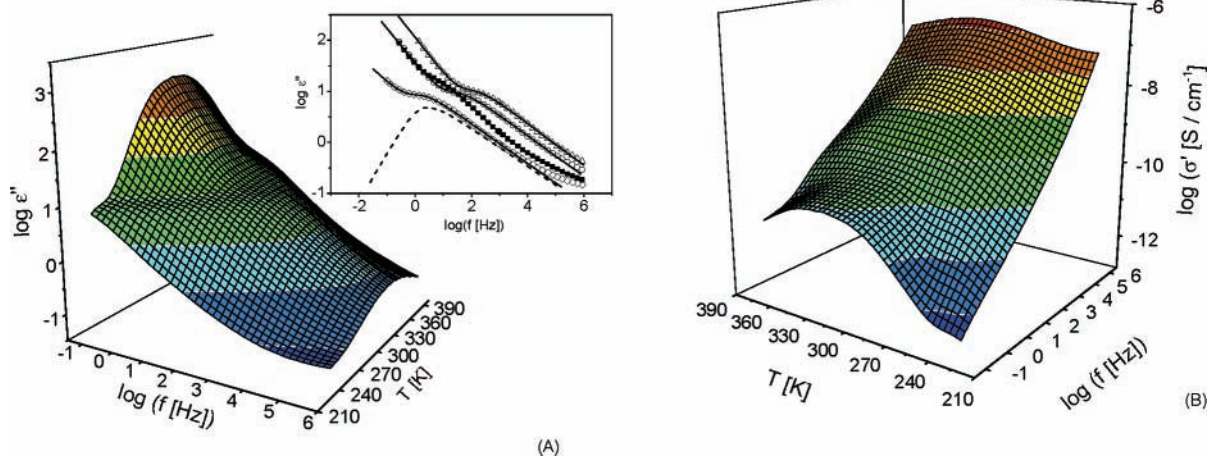 3
2
1
0
-1
log ε''
-1 0 1 2 3 4 5 6
log (f [Hz])
210 240 270 300 330 360 390
T [K]
2
1
0
-1
log ε''
-2 0 2 4 6
log(f [Hz])
(A)
-6
-8
-10
-12
log (σ' [S / cm⁻¹]
390 360 330 300 270 240 210
T [K]
-1 0 1 2 3 4 5 6
log (f [Hz])
(B)